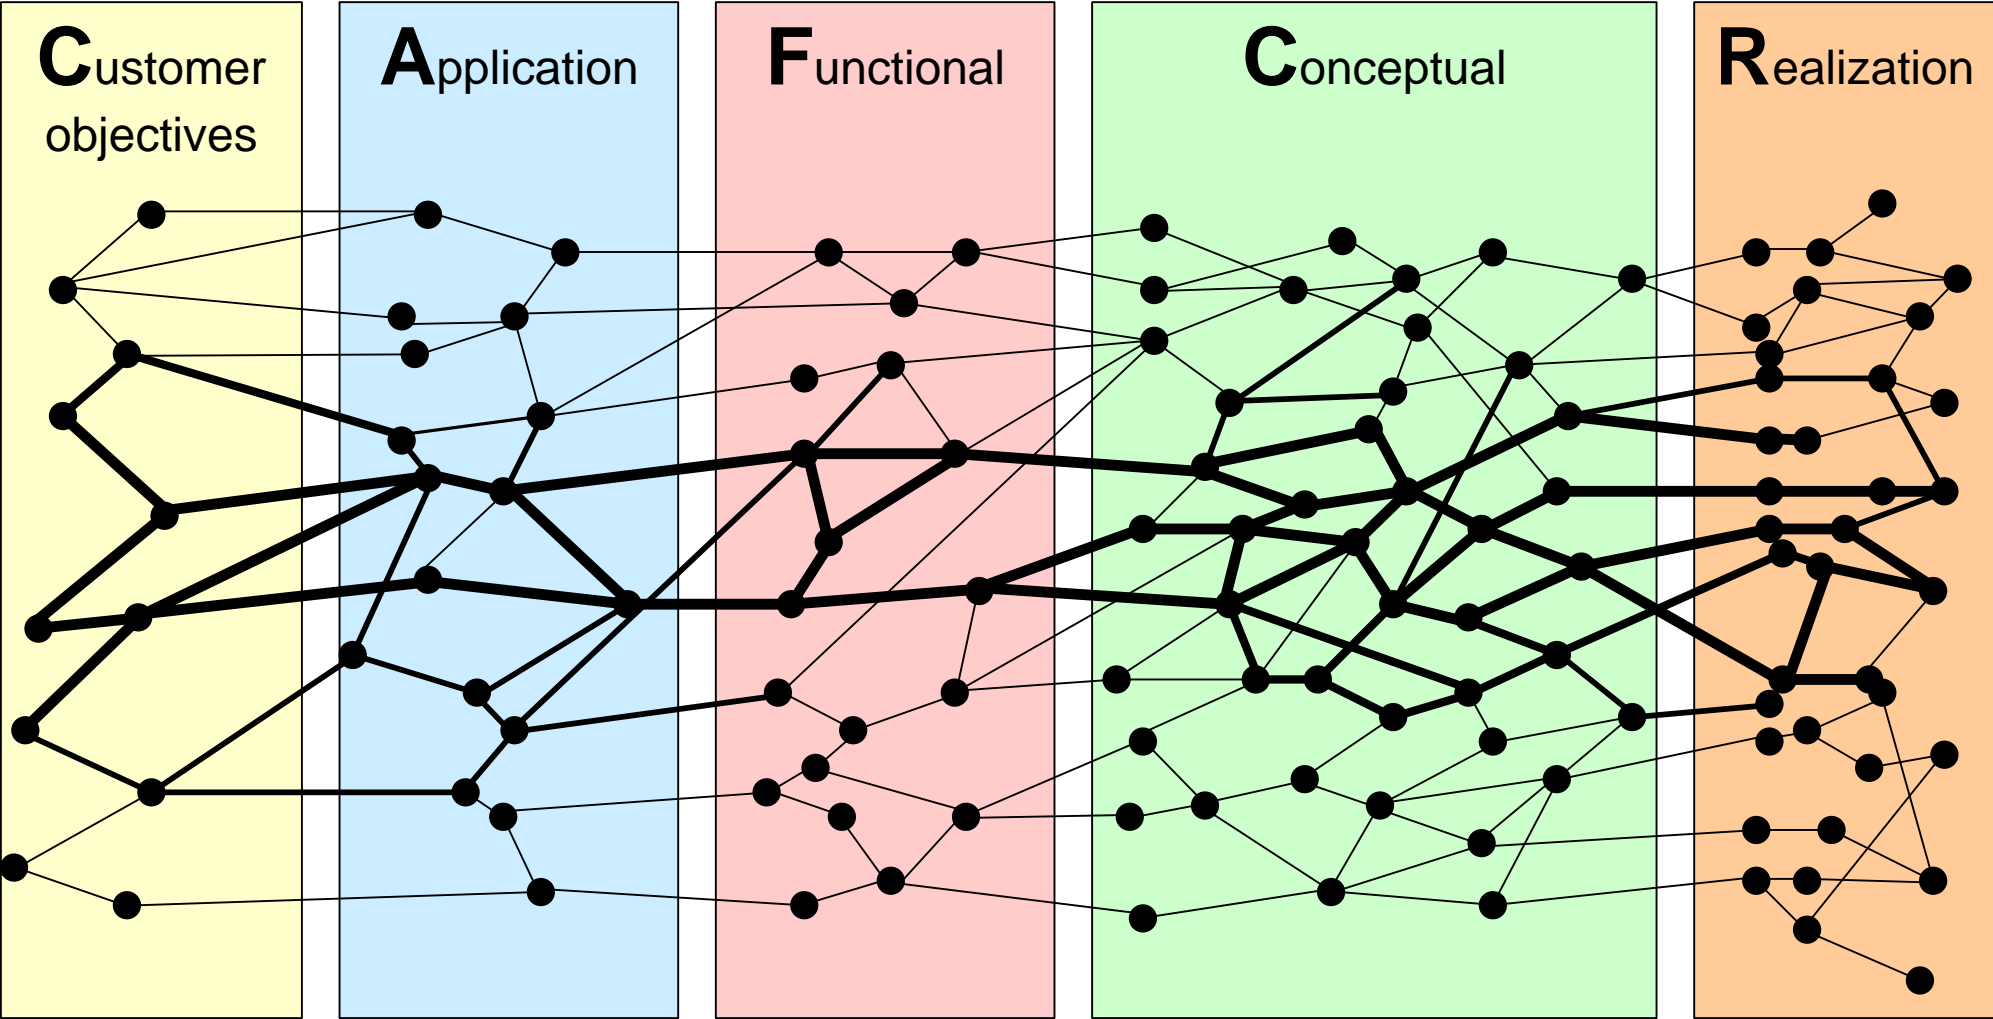 Customer
objectives
Application
Functional
Conceptual
Realization